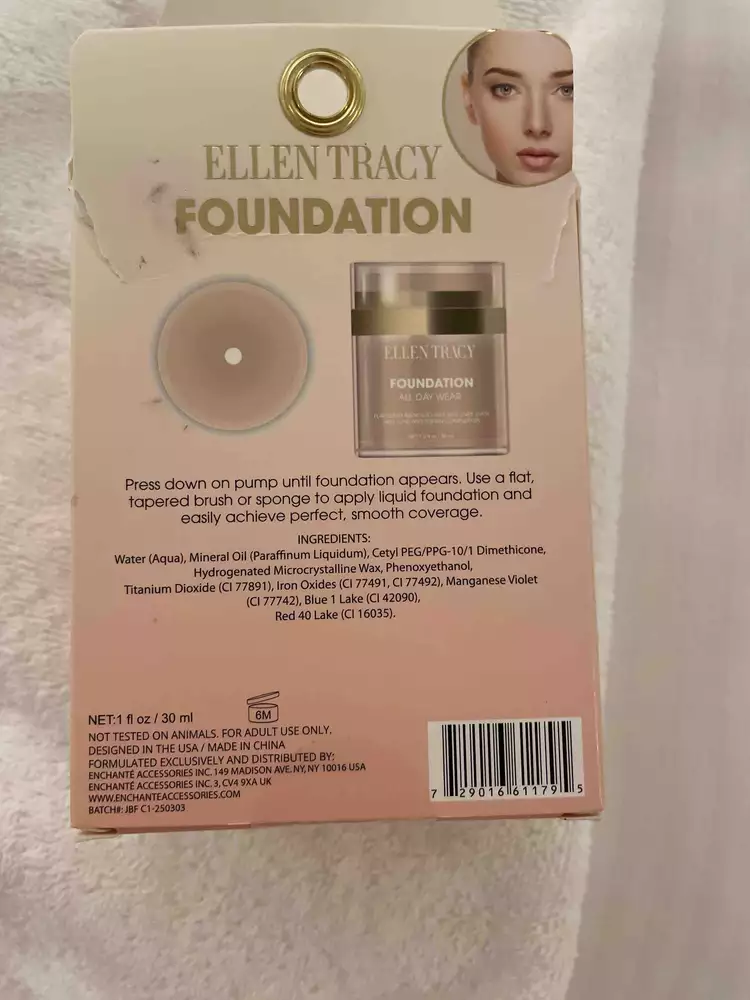 ELLEN TRACY
FOUNDATION
ELLEN TRACY
FOUNDATION
ALL DAY WEAR
Press down on pump until foundation appears. Use a flat,
tapered brush or sponge to apply liquid foundation and
easily achieve perfect, smooth coverage.
INGREDIENTS:
Water (Aqua), Mineral Oil (Paraffinum Liquidum), Cetyl PEG/PPG-10/1 Dimethicone,
Hydrogenated Microcrystalline Wax, Phenoxyethanol,
Titanium Dioxide (CI 77891), Iron Oxides (CI 77491, CI 77492), Manganese Violet
(CI 77742), Blue 1 Lake (CI 42090),
Red 40 Lake (CI 16035).
6M
NET:1 fl oz / 30 ml
NOT TESTED ON ANIMALS. FOR ADULT USE ONLY.
DESIGNED IN THE USA / MADE IN CHINA
FORMULATED EXCLUSIVELY AND DISTRIBUTED BY:
ENCHANTÉ ACCESSORIES INC. 149 MADISON AVE. NY, NY 10016 USA
ENCHANTÉ ACCESSORIES INC. 3, CV4 9XA UK
WWW.ENCHANTEACCESSORIES.COM
BATCH#: JBF C1-250303
7 29016 61179 5